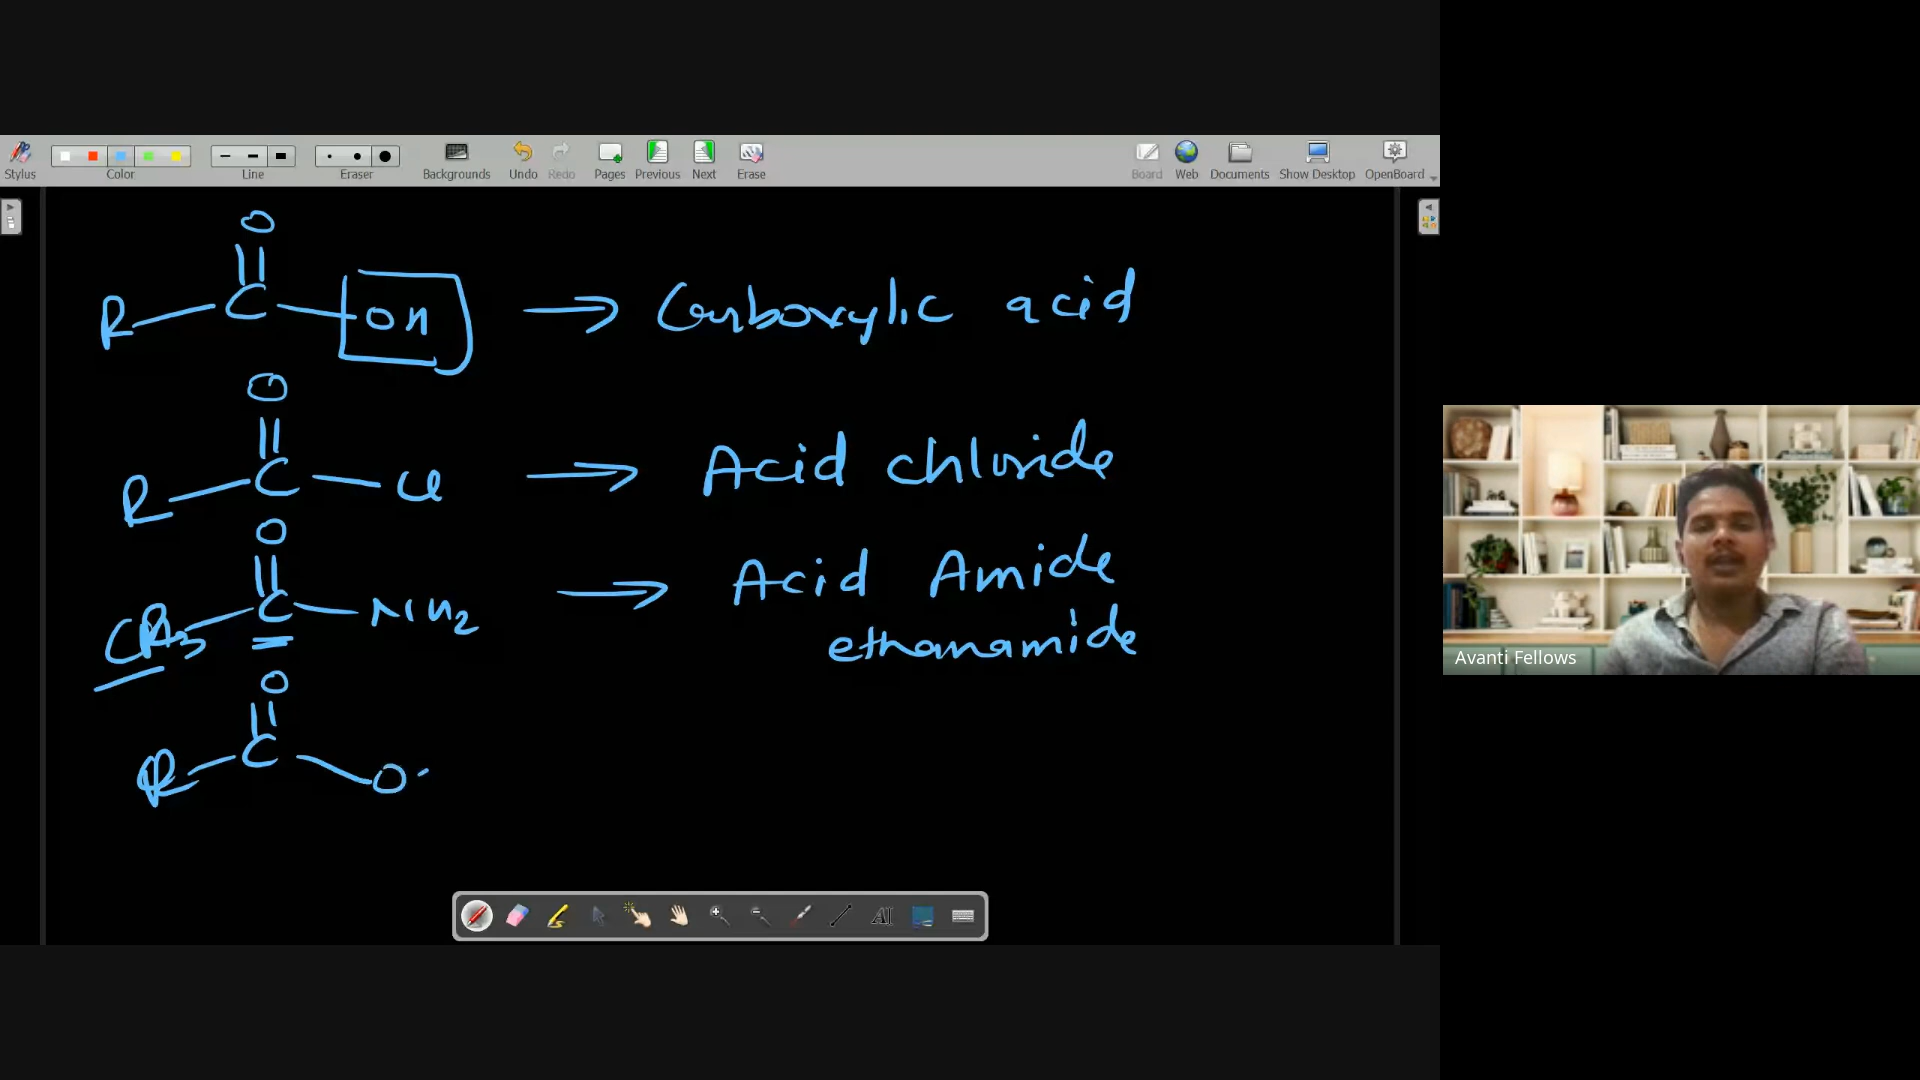 Stylus
Color
Line
Eraser
Backgrounds
Undo
Redo
Pages
Previous
Next
Erase
Board
Web
Documents
Show Desktop
OpenBoard
O
||
R — C — OH → Carboxylic acid
O
||
R — C — Cl → Acid chloride
O
||
CH3 — C — NH2 → Acid Amide
ethanamide
O
||
R — C — O -
AI
Avanti Fellows